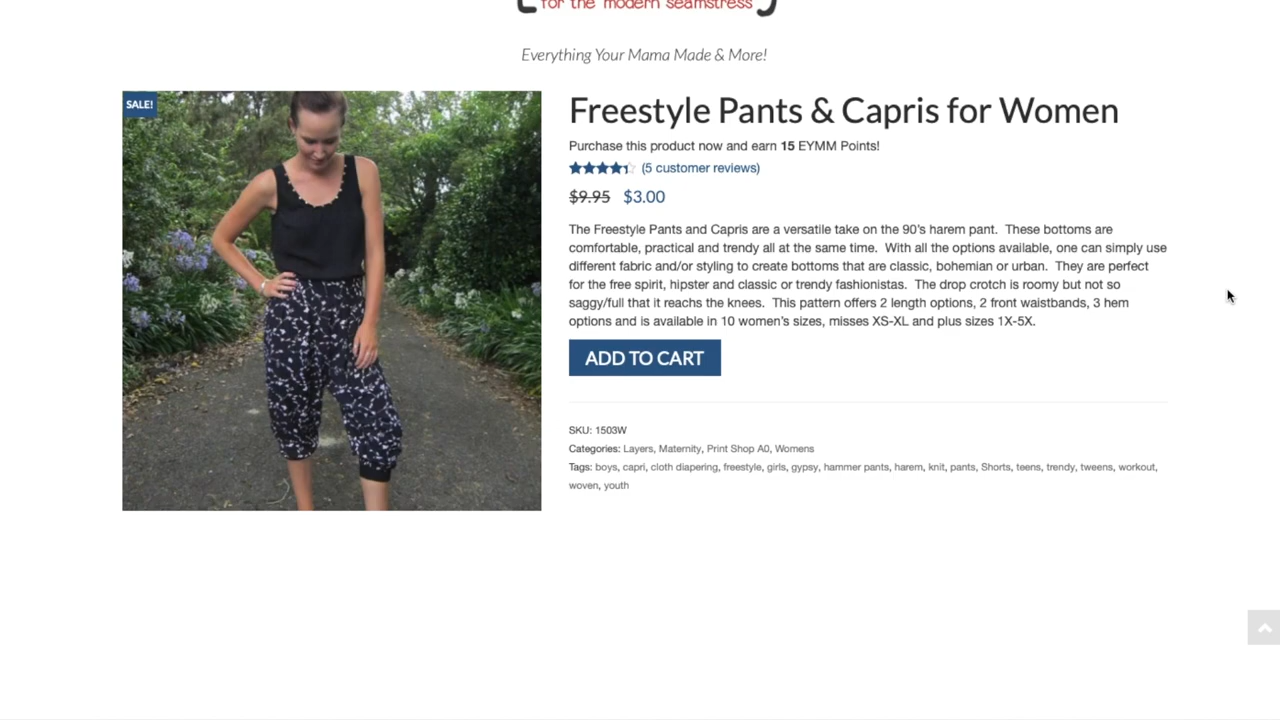 for the modern seamstress
Everything Your Mama Made & More!
SALE!
Freestyle Pants & Capris for Women
Purchase this product now and earn 15 EYMM Points!
(5 customer reviews)
$9.95 $3.00
The Freestyle Pants and Capris are a versatile take on the 90's harem pant. These bottoms are
comfortable, practical and trendy all at the same time. With all the options available, one can simply use
different fabric and/or styling to create bottoms that are classic, bohemian or urban. They are perfect
for the free spirit, hipster and classic or trendy fashionistas. The drop crotch is roomy but not so
saggy/full that it reaches the knees. This pattern offers 2 length options, 2 front waistbands, 3 hem
options and is available in 10 women's sizes, misses XS-XL and plus sizes 1X-5X.
ADD TO CART
SKU: 1503W
Categories: Layers, Maternity, Print Shop A0, Womens
Tags: boys, capri, cloth diapering, freestyle, girls, gypsy, hammer pants, harem, knit, pants, Shorts, teens, trendy, tweens, workout,
woven, youth